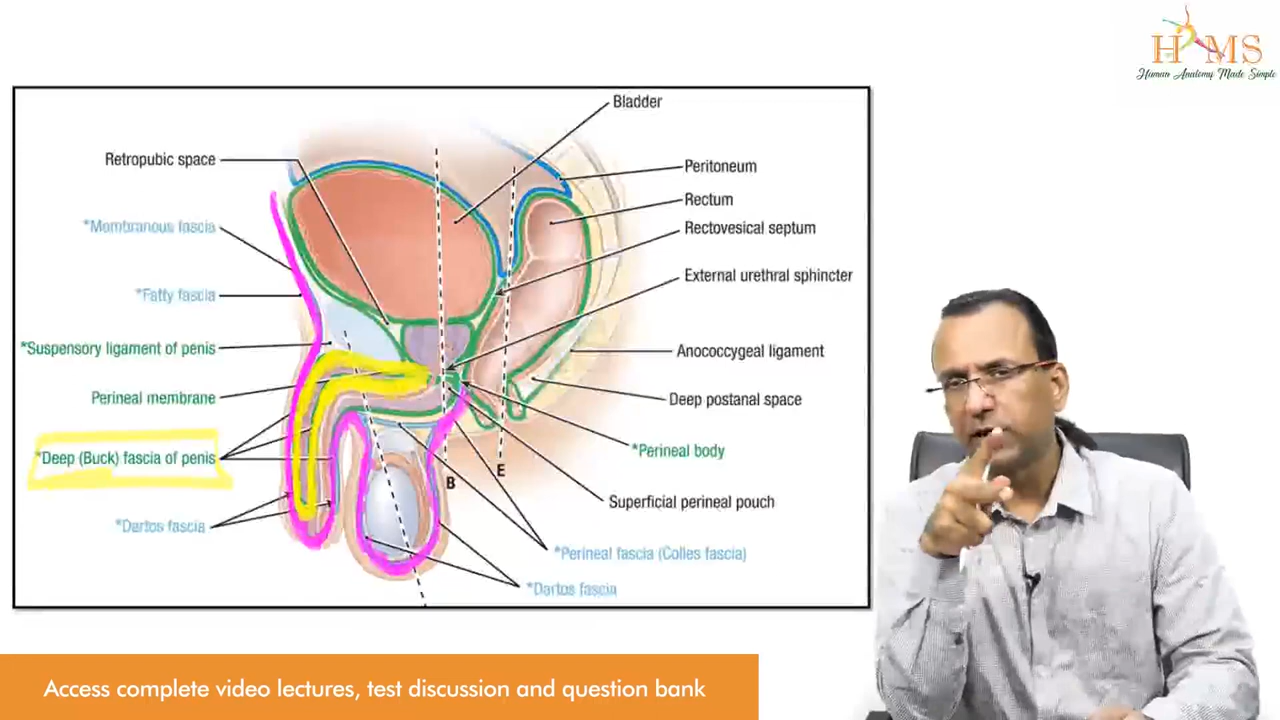 HAMS
Human Anatomy Made Simple
Bladder
Retropubic space
Peritoneum
Rectum
*Membranous fascia
Rectovesical septum
External urethral sphincter
*Fatty fascia
*Suspensory ligament of penis
Anococcygeal ligament
Perineal membrane
Deep postanal space
*Deep (Buck) fascia of penis
*Perineal body
E
B
Superficial perineal pouch
*Dartos fascia
*Perineal fascia (Colles fascia)
*Dartos fascia
Access complete video lectures, test discussion and question bank